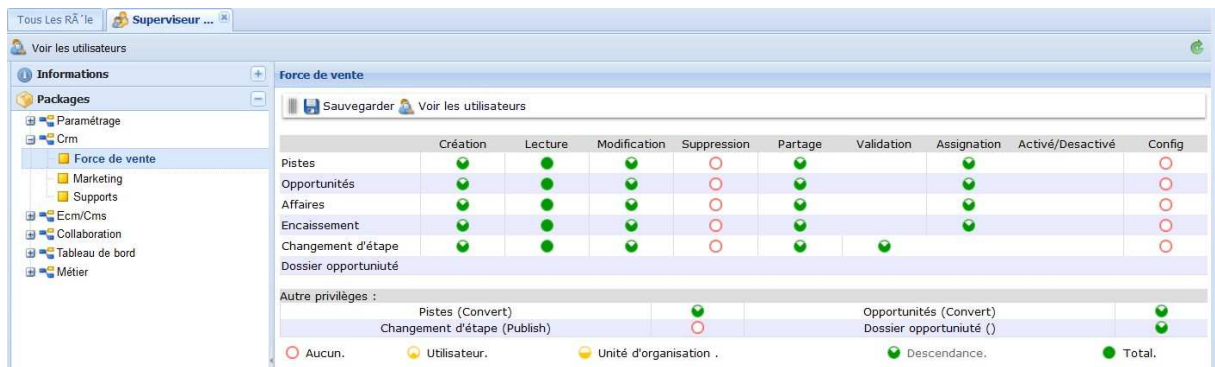 Tous Les RÃ´le
Superviseur ...
Voir les utilisateurs
Informations
Packages
Paramétrage
Crm
Force de vente
Marketing
Supports
Ecm/Cms
Collaboration
Tableau de bord
Métier
Force de vente
Sauvegarder Voir les utilisateurs
Création Lecture Modification Suppression Partage Validation Assignation Activé/Desactivé Config
Pistes
Opportunités
Affaires
Encaissement
Changement d'étape
Dossier opportuniuté
Autre privilèges :
Pistes (Convert) Opportunités (Convert)
Changement d'étape (Publish) Dossier opportuniuté ()
Aucun. Utilisateur. Unité d'organisation . Descendance. Total.